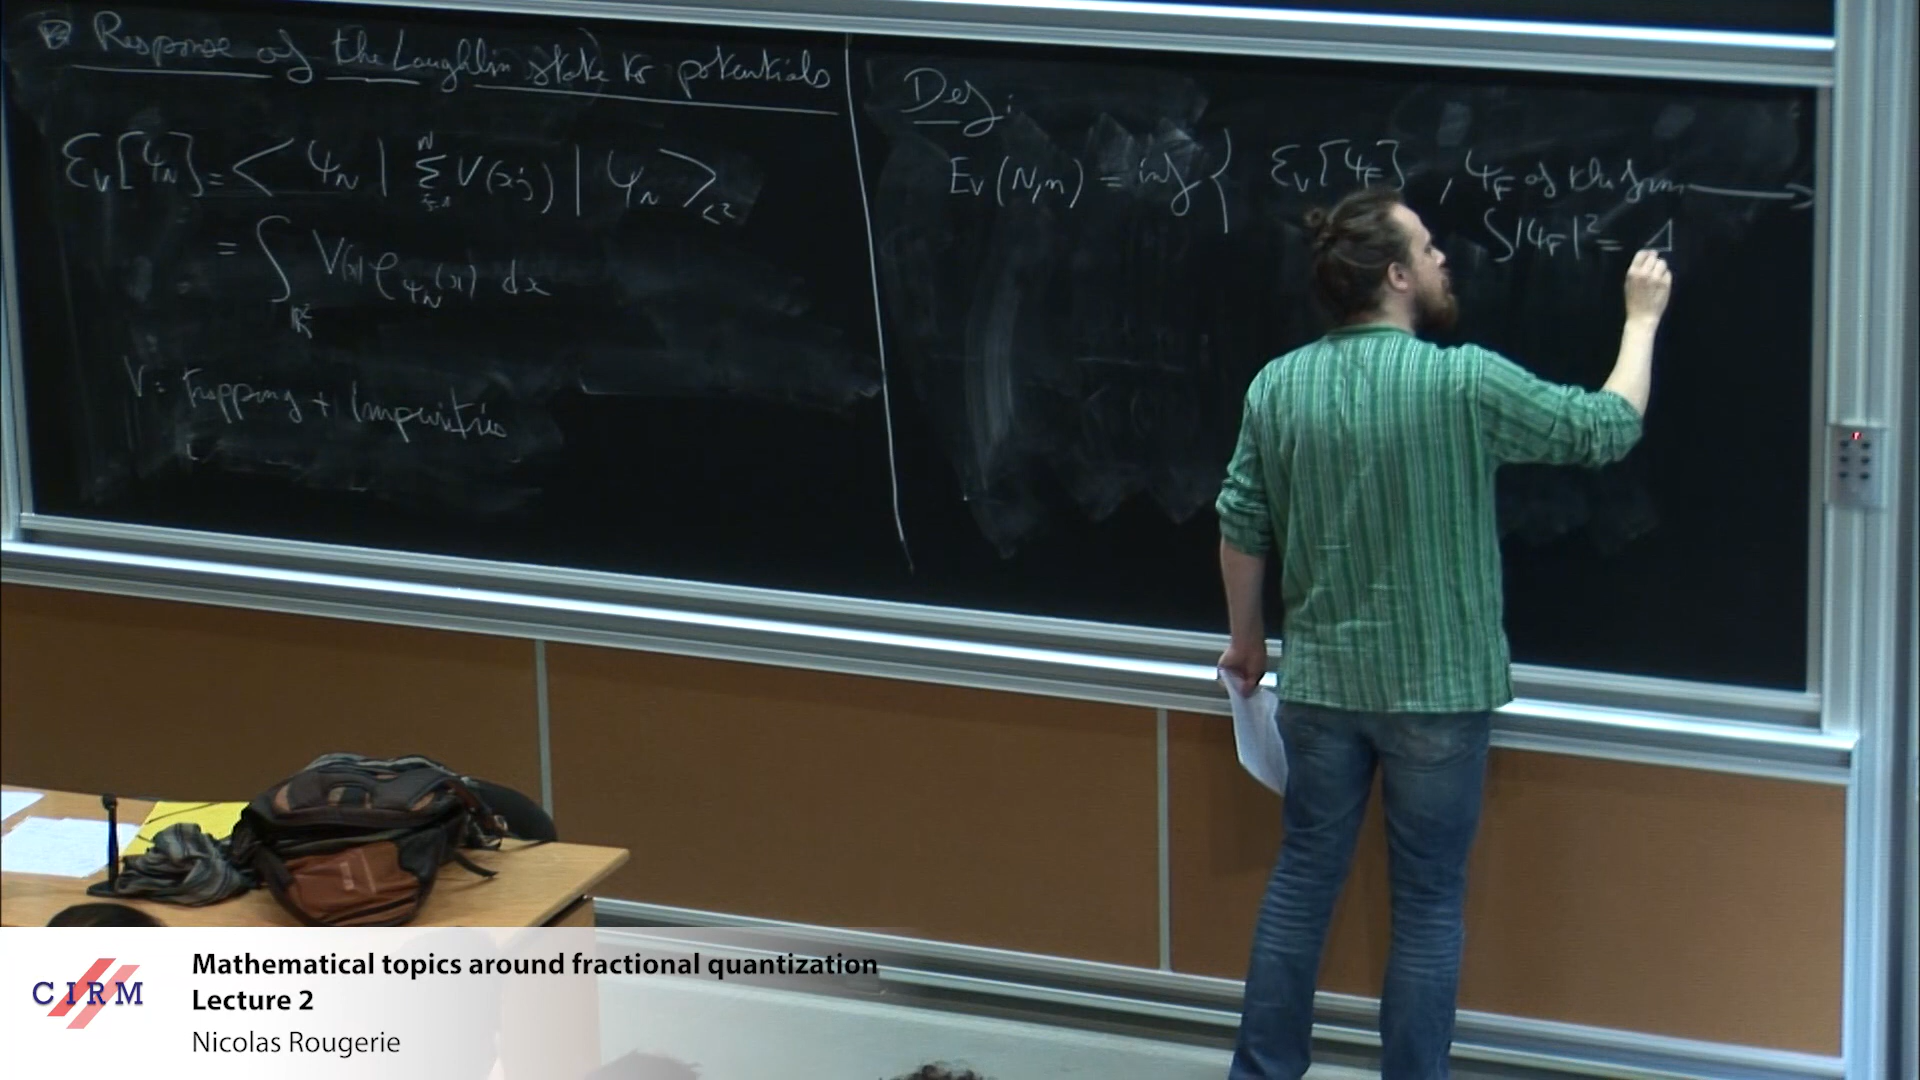 Response of the Laughlin state to potentials
ℰ_V[Ψ_N] = < Ψ_N | Σ_{j=1}^N V(x_j) | Ψ_N >_{L²}
= ∫_{ℝ²} V(x) ρ_{Ψ_N}(x) dx
V = trapping + impurities
Def:
E_V(N,m) = inf { ℰ_V[Ψ_F], Ψ_F of the form →
∫|Ψ_F|² = 1
CIRM
Mathematical topics around fractional quantization
Lecture 2
Nicolas Rougerie